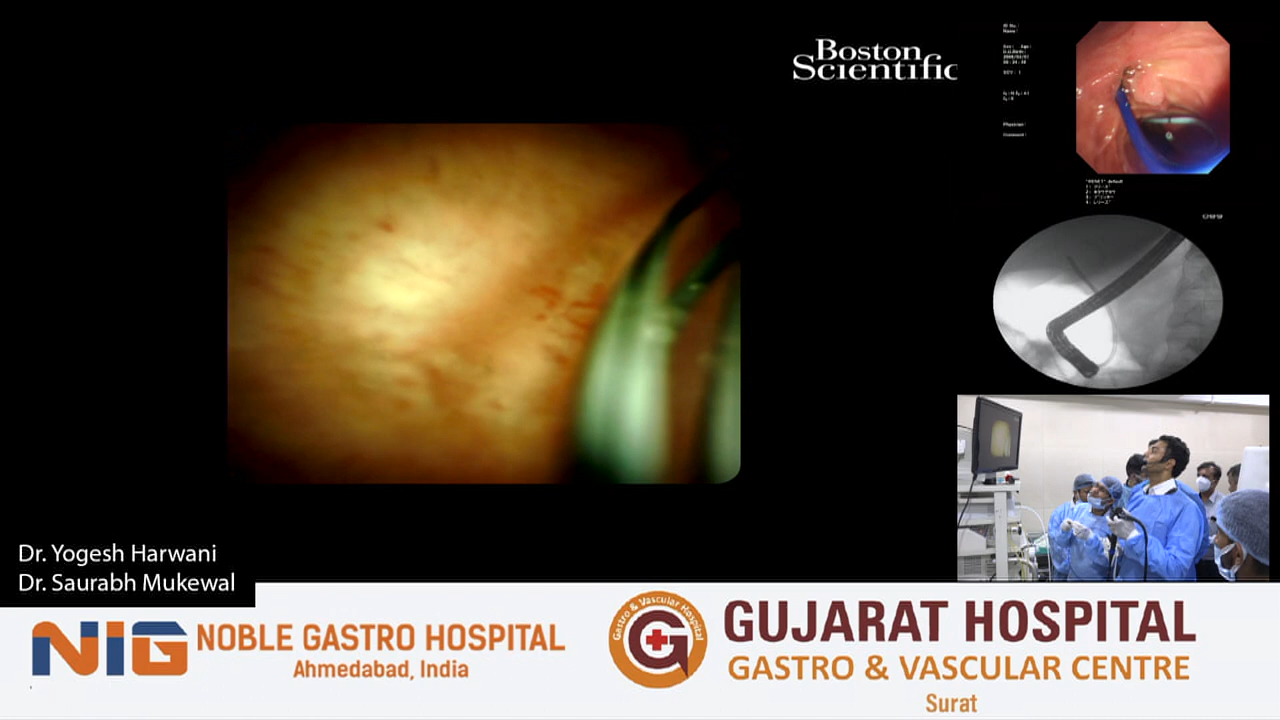 Boston
Scientific
Dr. Yogesh Harwani
Dr. Saurabh Mukewal
NIG
NOBLE GASTRO HOSPITAL
Ahmedabad, India
Gastro & Vascular Hospital
G
GUJARAT HOSPITAL
GASTRO & VASCULAR CENTRE
Surat